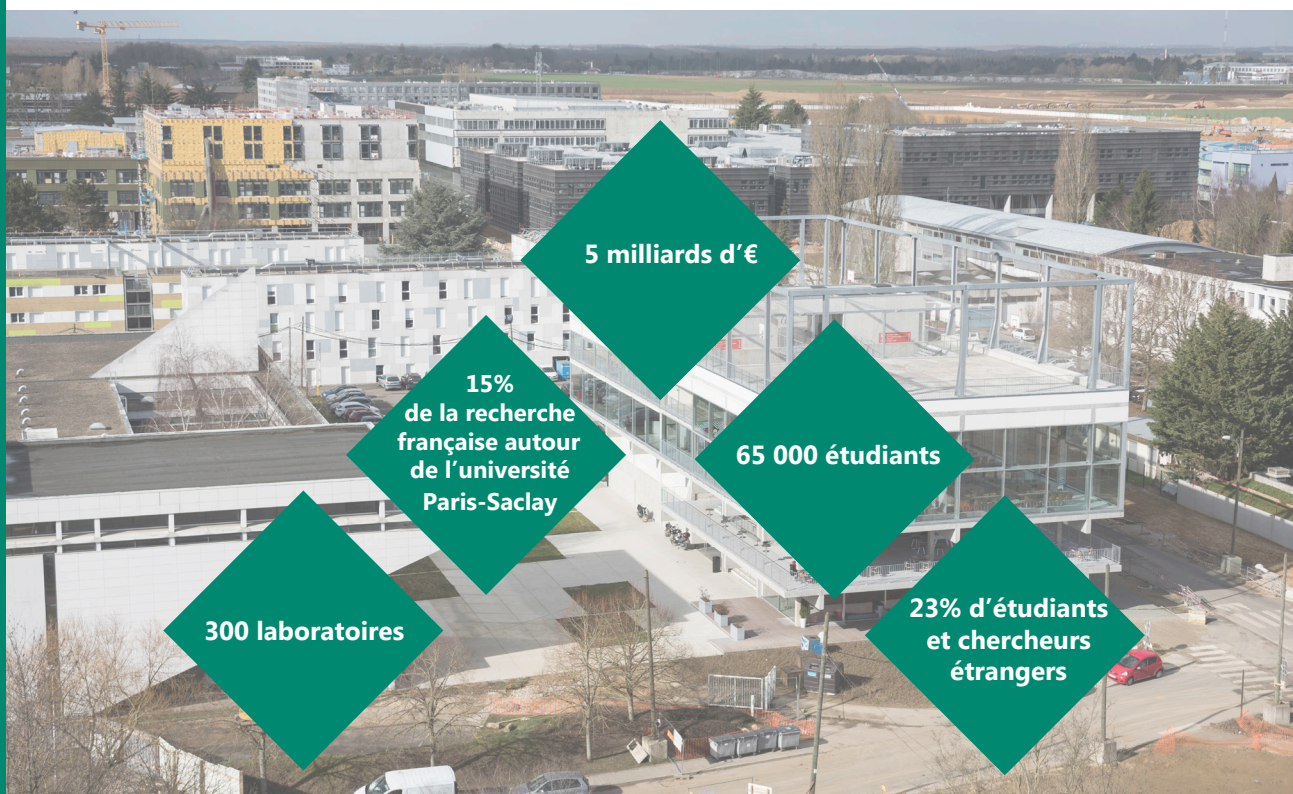 5 milliards d’€
15%
de la recherche
française autour
de l’université
Paris-Saclay
65 000 étudiants
300 laboratoires
23% d’étudiants
et chercheurs
étrangers